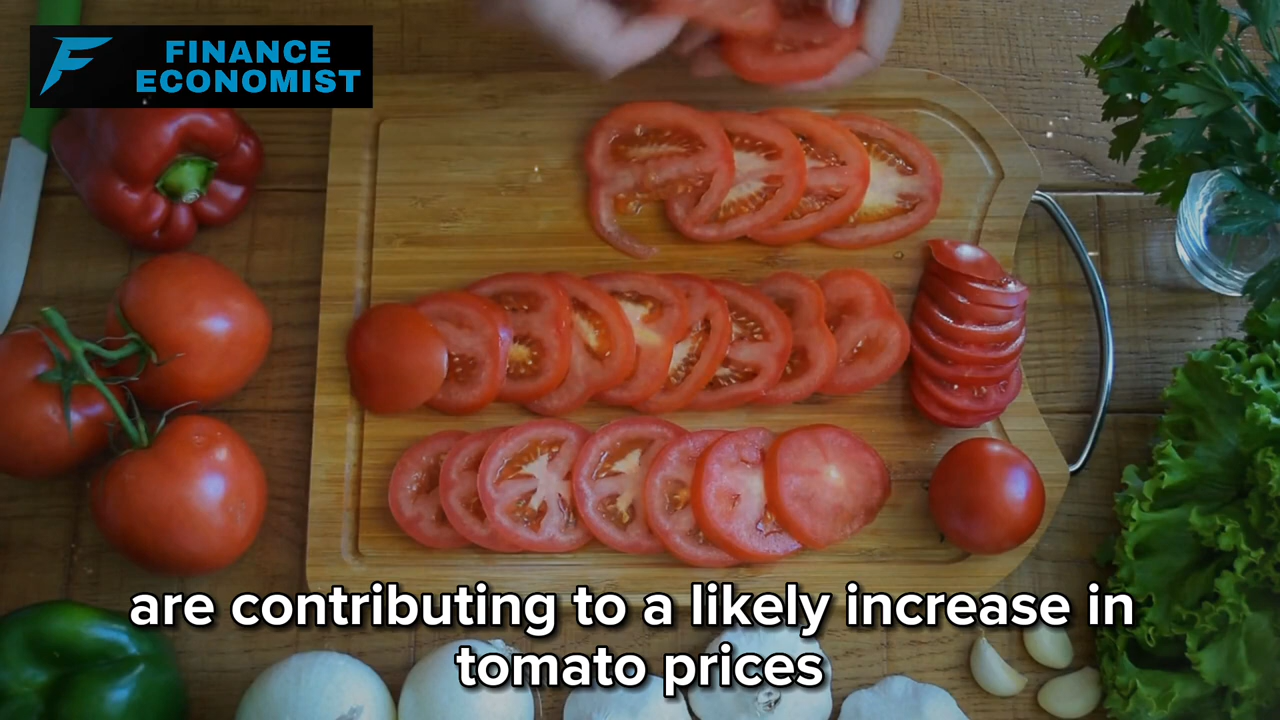 FINANCE
ECONOMIST
are contributing to a likely increase in
tomato prices